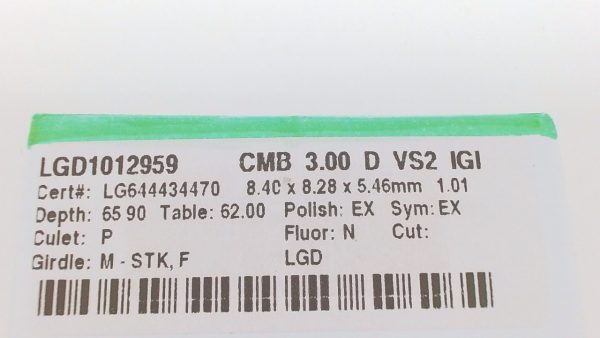 LGD1012959 CMB 3.00 D VS2 IGI
Cert#: LG644434470 8.40 x 8.28 x 5.46mm 1.01
Depth: 65 90 Table: 62.00 Polish: EX Sym: EX
Culet: P Fluor: N Cut:
Girdle: M - STK, F LGD